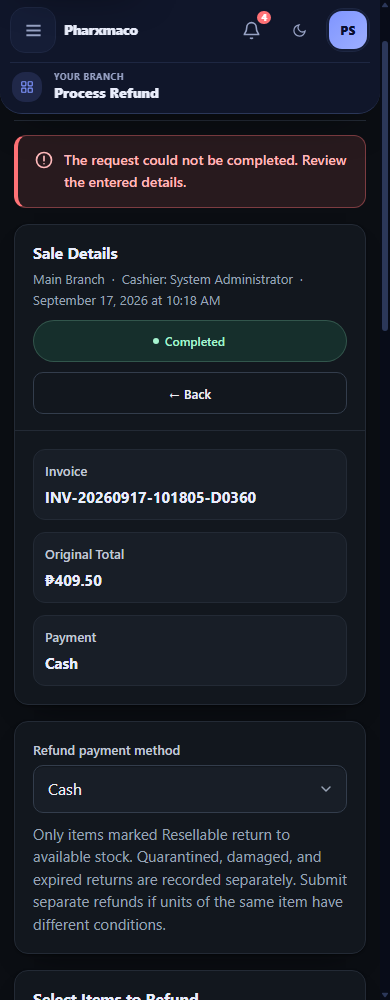 Pharxmaco
4
PS
YOUR BRANCH
Process Refund
The request could not be completed. Review
the entered details.
Sale Details
Main Branch · Cashier: System Administrator ·
September 17, 2026 at 10:18 AM
Completed
← Back
Invoice
INV-20260917-101805-D0360
Original Total
₱409.50
Payment
Cash
Refund payment method
Cash
Only items marked Resellable return to
available stock. Quarantined, damaged, and
expired returns are recorded separately. Submit
separate refunds if units of the same item have
different conditions.
Select Items to Refund